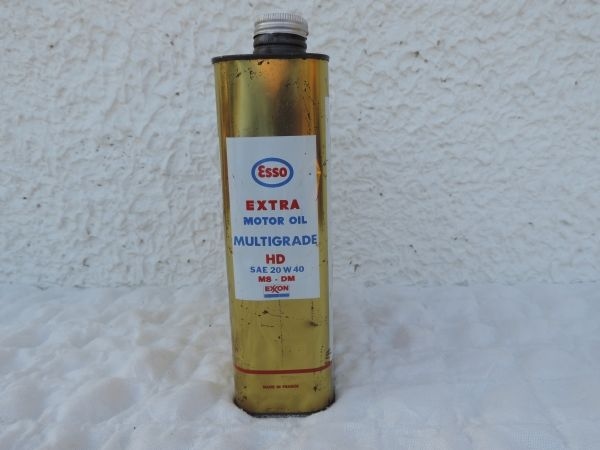 Esso
EXTRA
MOTOR OIL
MULTIGRADE
HD
SAE 20 W 40
MS - DM
EXXON
MADE IN FRANCE